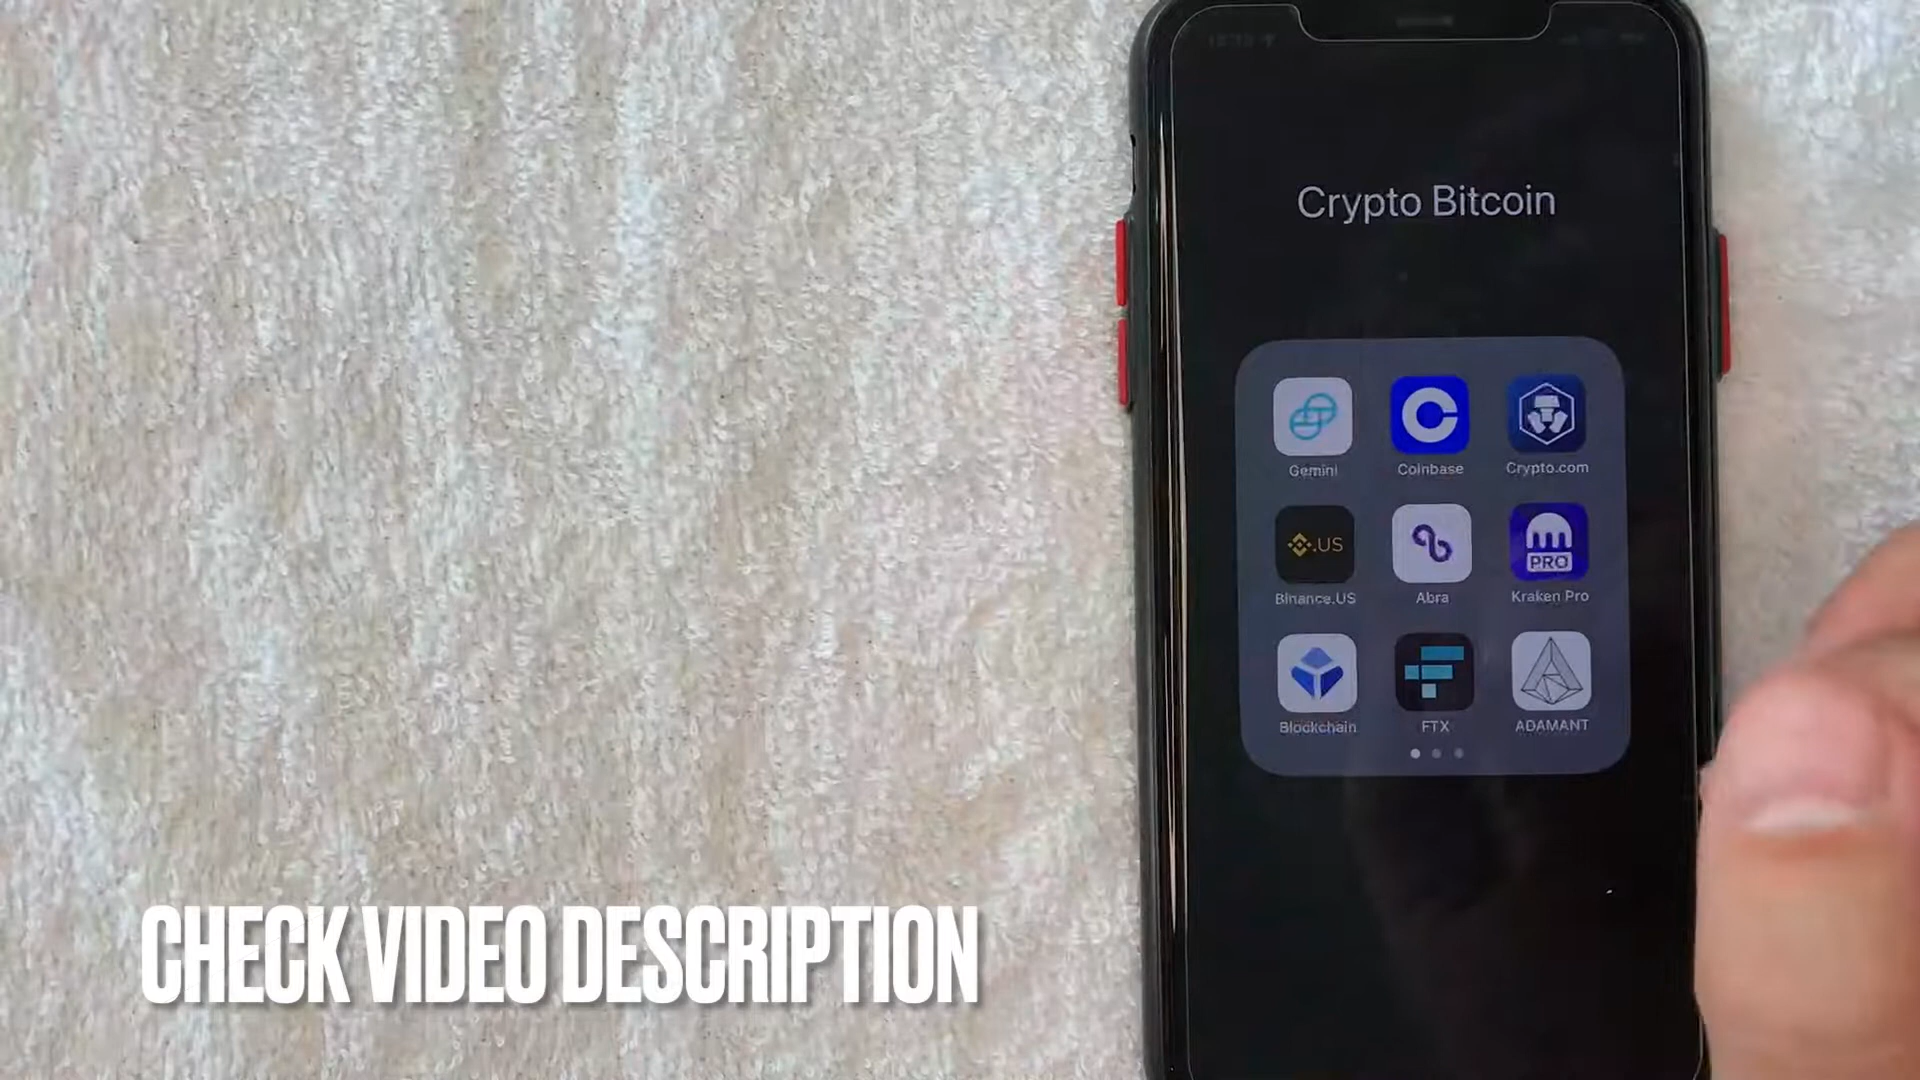 Crypto Bitcoin
Gemini Coinbase Crypto.com
.US
PRO
Binance.US Abra Kraken Pro
Blockchain FTX ADAMANT
CHECK VIDEO DESCRIPTION